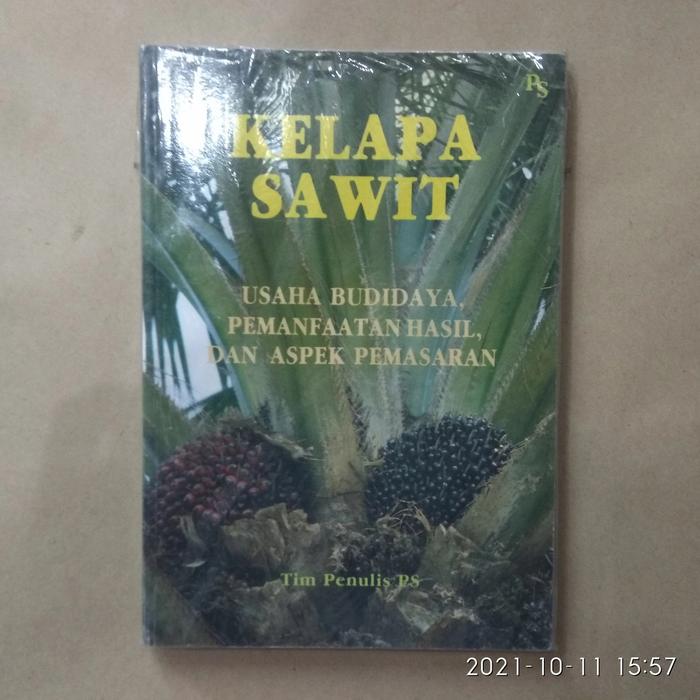 PS
KELAPA
SAWIT
USAHA BUDIDAYA,
PEMANFAATAN HASIL,
DAN ASPEK PEMASARAN
Tim Penulis PS
2021-10-11 15:57